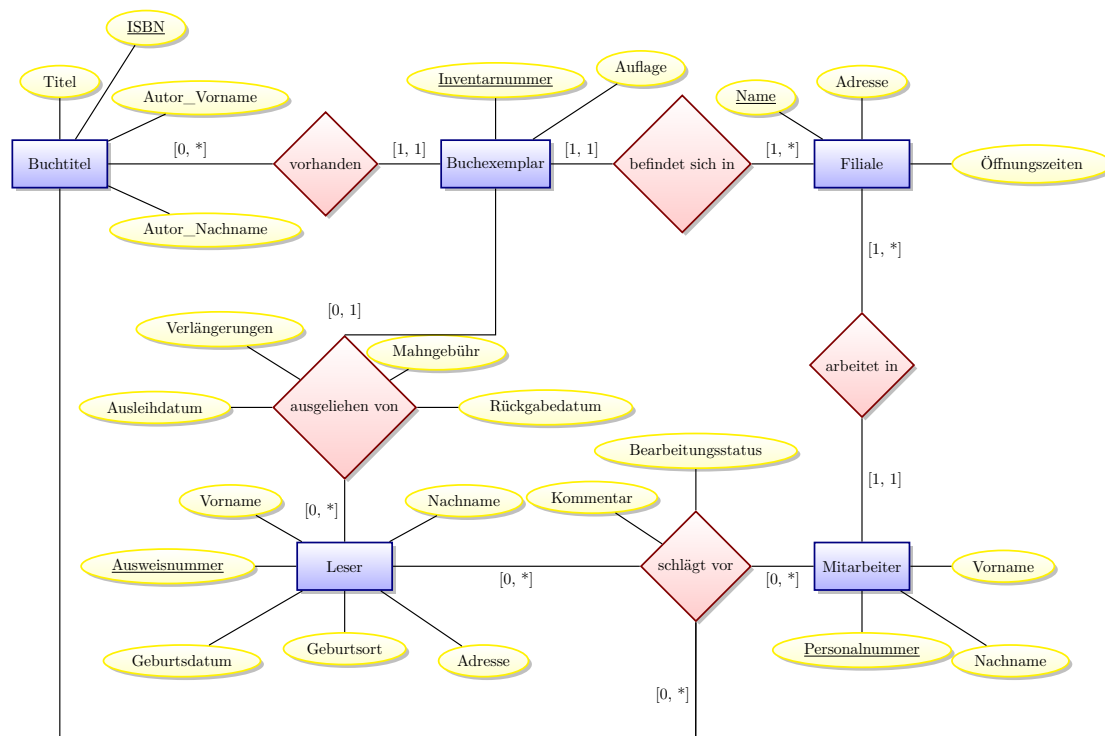 ISBN
Titel
Autor_Vorname
Inventarnummer
Auflage
Name
Adresse
Buchtitel
[0, *]
vorhanden
[1, 1]
Buchexemplar
[1, 1]
befindet sich in
[1, *]
Filiale
Öffnungszeiten
Autor_Nachname
[1, *]
[0, 1]
Verlängerungen
Mahngebühr
arbeitet in
Ausleihdatum
ausgeliehen von
Rückgabedatum
Bearbeitungsstatus
[1, 1]
Vorname
[0, *]
Nachname
Kommentar
Ausweisnummer
Leser
[0, *]
schlägt vor
[0, *]
Mitarbeiter
Vorname
Geburtsdatum
Geburtsort
Adresse
Personalnummer
Nachname
[0, *]